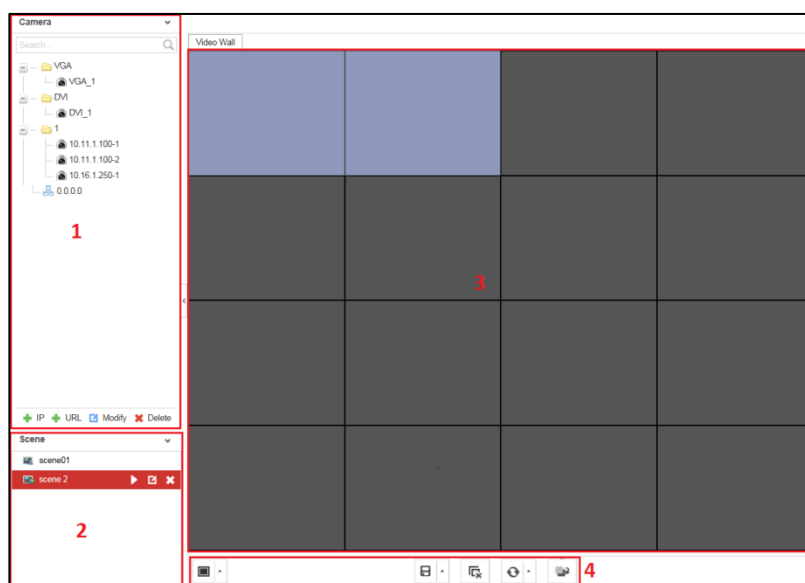 Camera
Search...
VGA
VGA_1
DVI
DVI_1
1
10.11.1.100-1
10.11.1.100-2
10.16.1.250-1
0.0.0.0
1
IP URL Modify Delete
Scene
scene01
scene 2
2
Video Wall
3
4